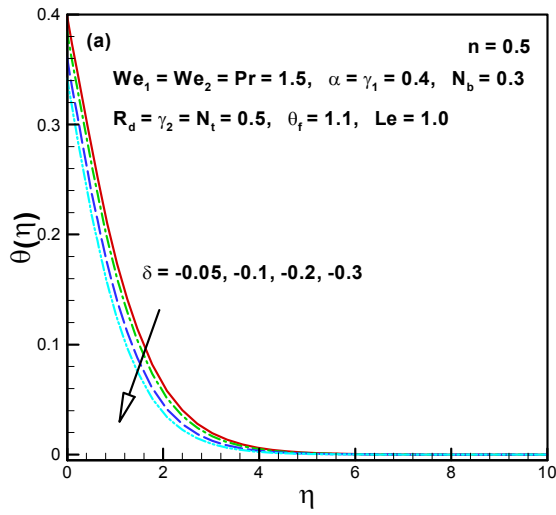 (a)
n = 0.5
We₁ = We₂ = Pr = 1.5, α = γ₁ = 0.4, N_b = 0.3
R_d = γ₂ = N_t = 0.5, θ_f = 1.1, Le = 1.0
δ = -0.05, -0.1, -0.2, -0.3
θ(η)
0.4
0.3
0.2
0.1
0
0 2 4 6 8 10
η